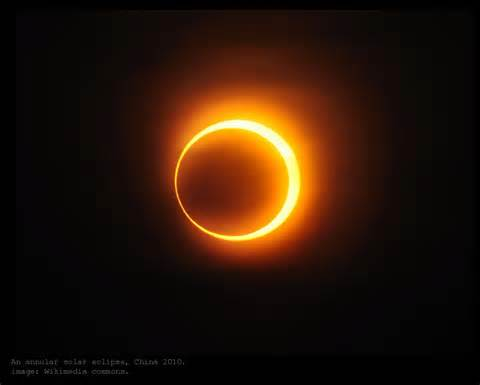 An annular solar eclipse, China 2010.
image: Wikimedia commons.